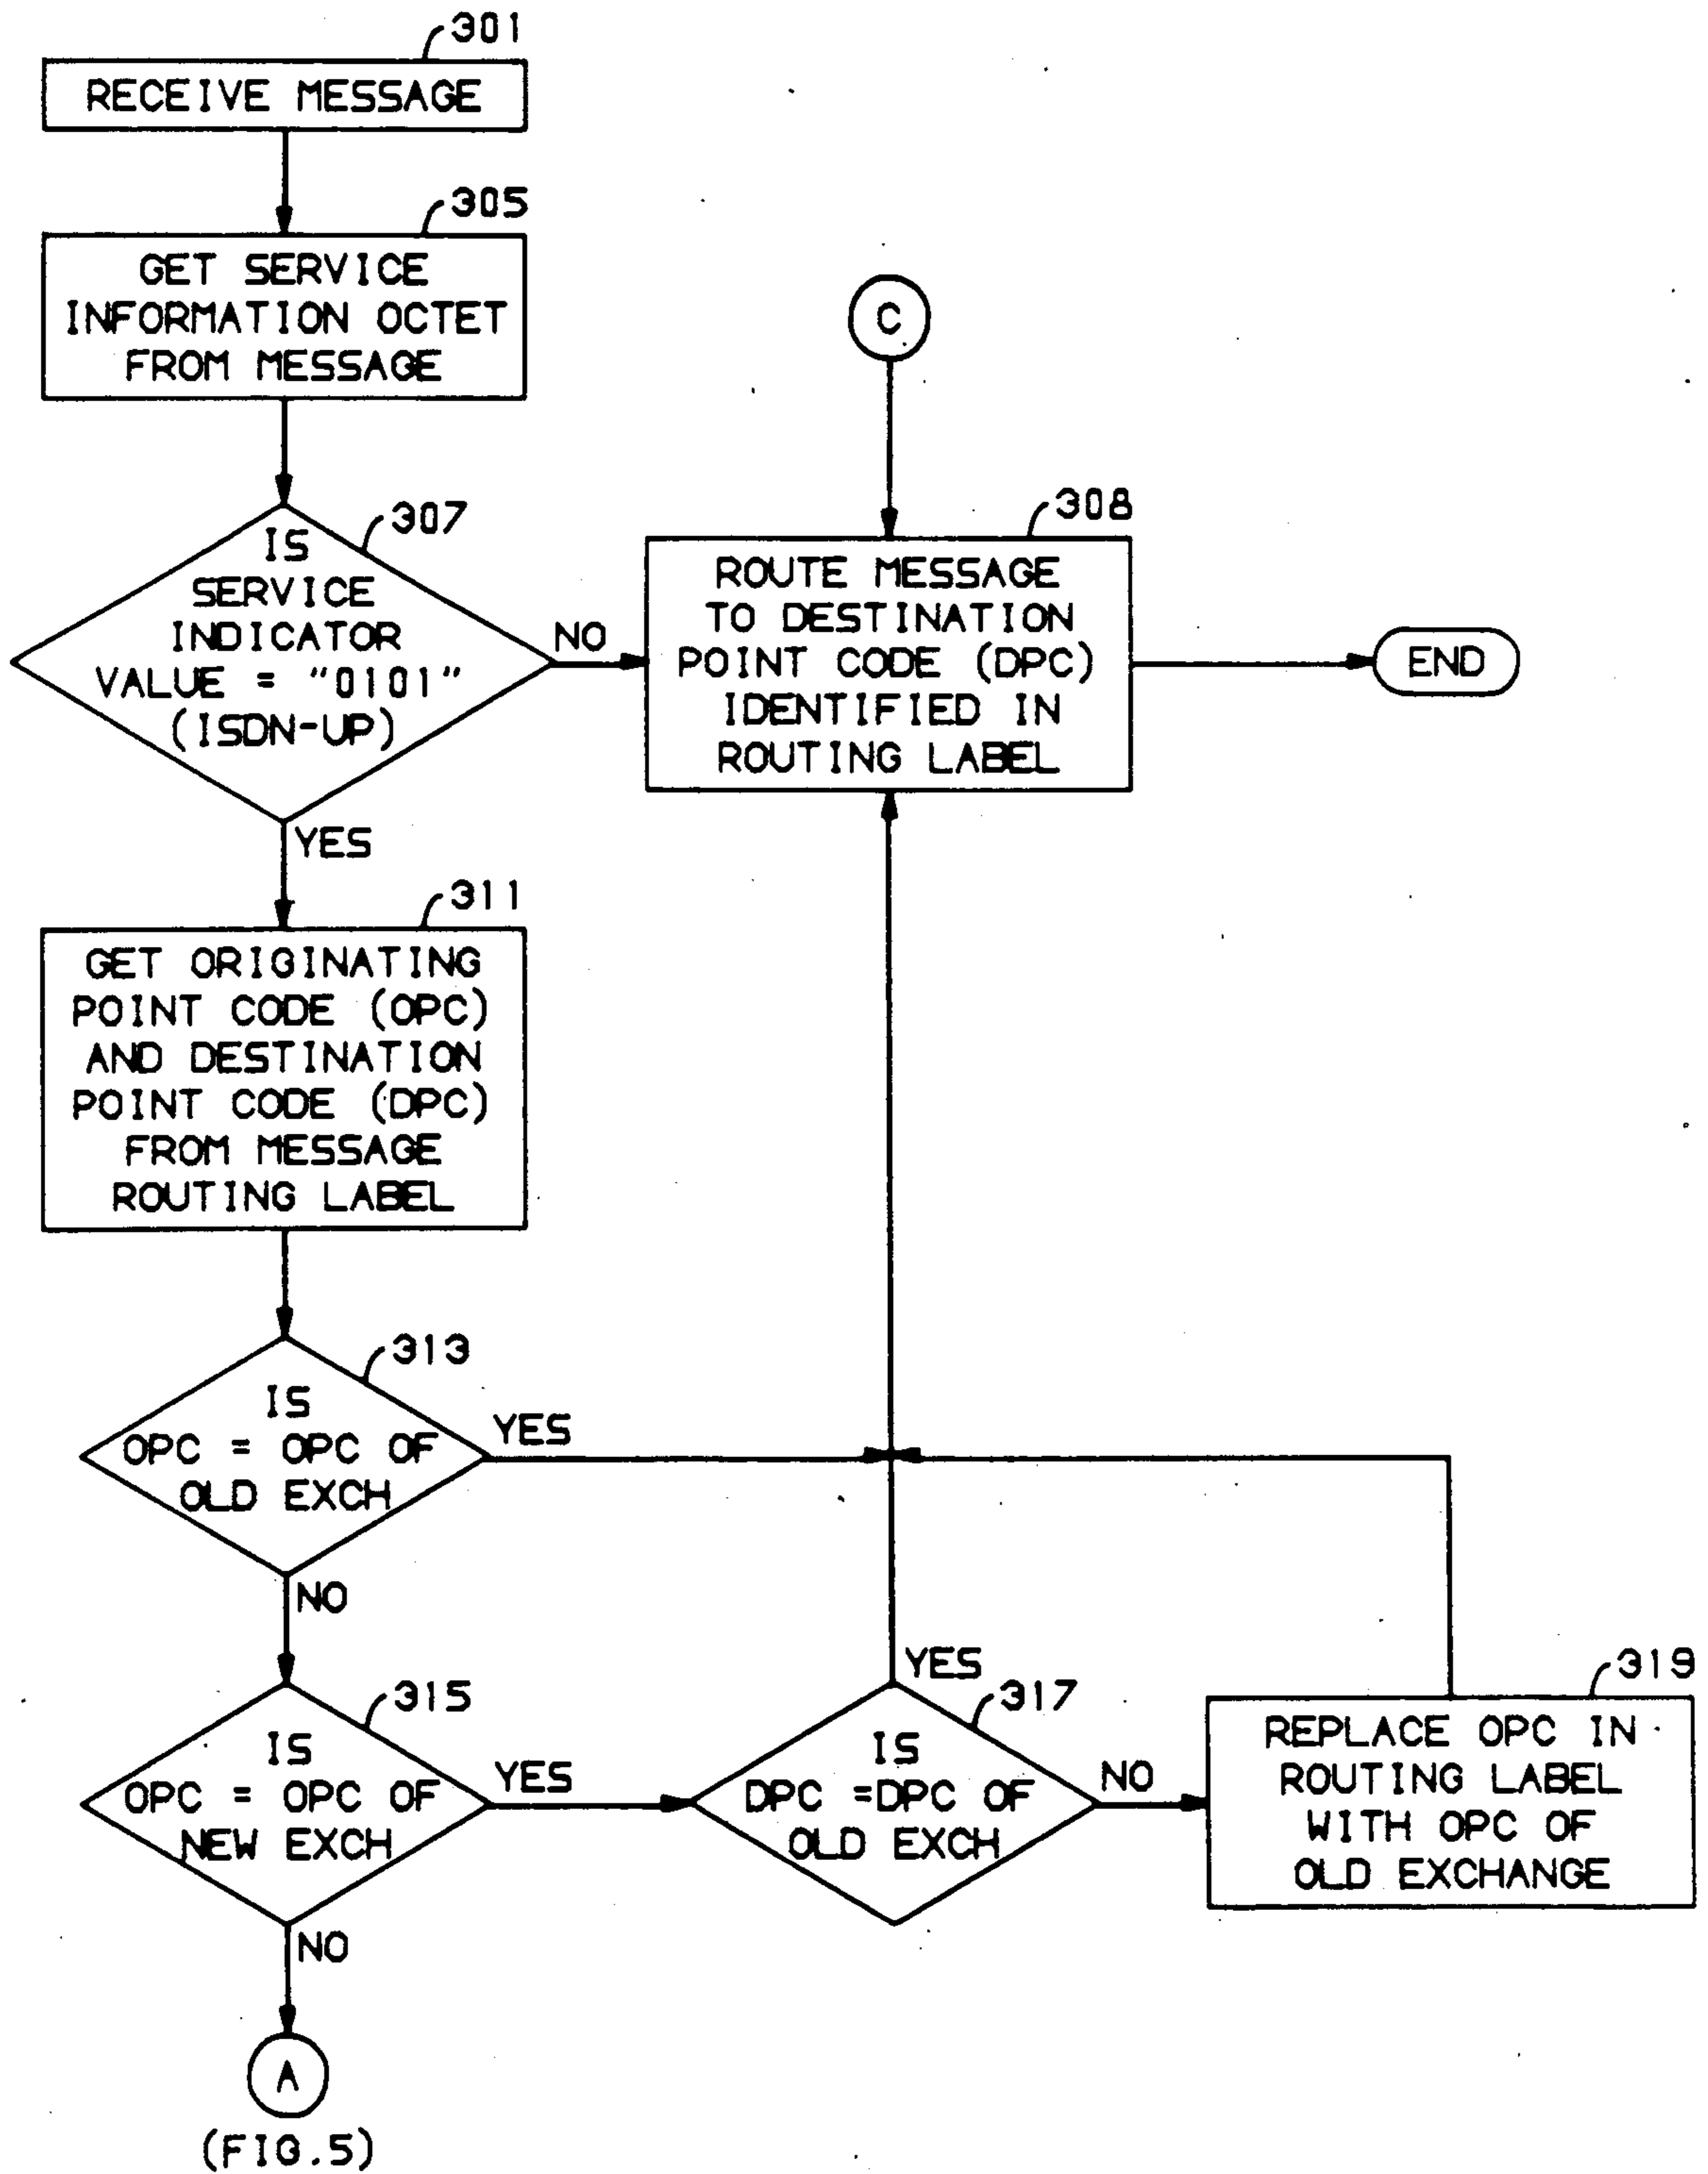 301
RECEIVE MESSAGE
305
GET SERVICE
INFORMATION OCTET
FROM MESSAGE
C
307
IS
SERVICE
INDICATOR
VALUE = "0101"
(ISDN-UP)
NO
YES
308
ROUTE MESSAGE
TO DESTINATION
POINT CODE (DPC)
IDENTIFIED IN
ROUTING LABEL
END
311
GET ORIGINATING
POINT CODE (OPC)
AND DESTINATION
POINT CODE (DPC)
FROM MESSAGE
ROUTING LABEL
313
IS
OPC = OPC OF
OLD EXCH
YES
NO
315
IS
OPC = OPC OF
NEW EXCH
YES
NO
317
IS
DPC =DPC OF
OLD EXCH
YES
NO
319
REPLACE OPC IN
ROUTING LABEL
WITH OPC OF
OLD EXCHANGE
A
(FIG.5)